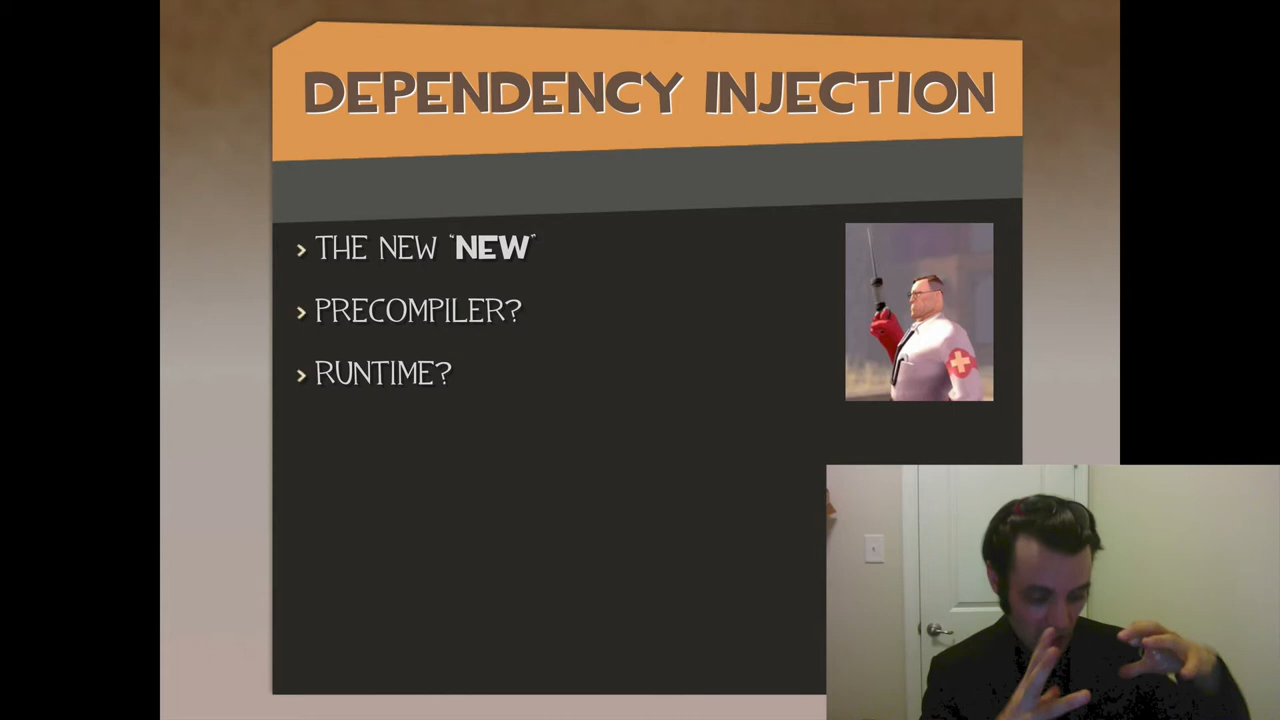 DEPENDENCY INJECTION
THE NEW "NEW"
PRECOMPILER?
RUNTIME?